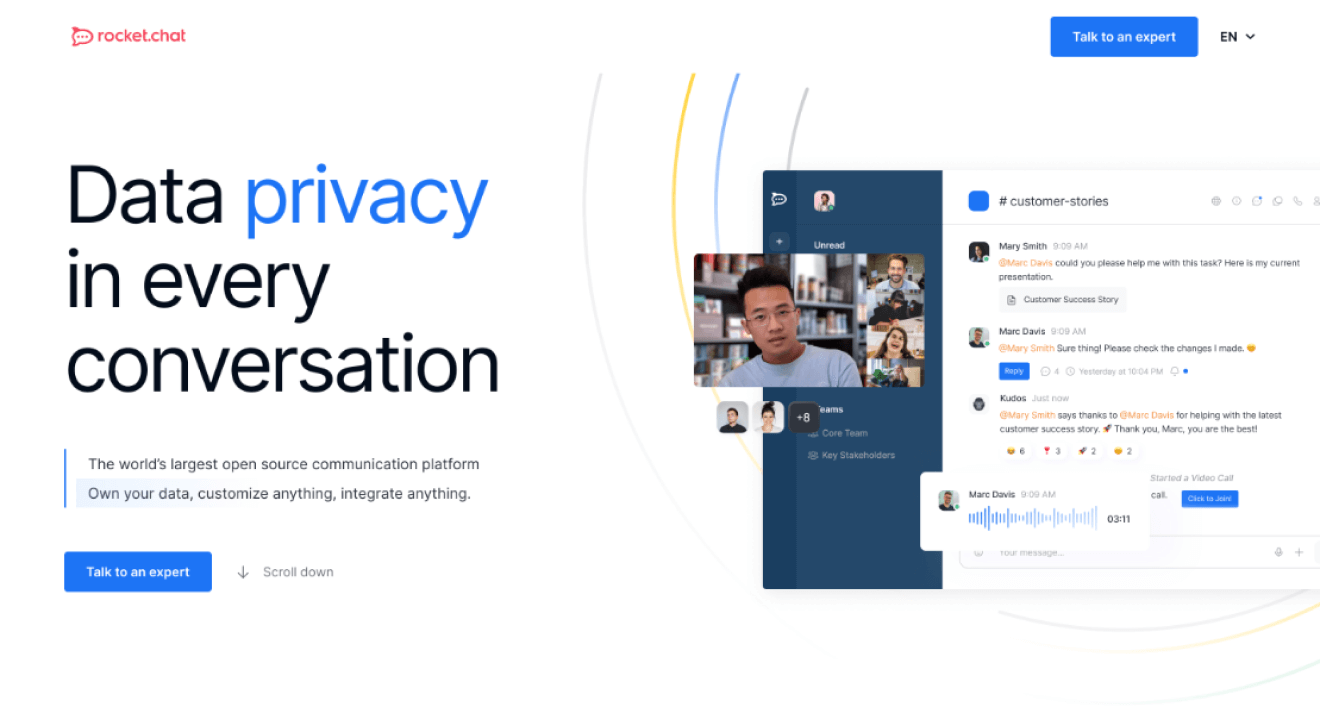 rocket.chat
Talk to an expert
EN
Data privacy
in every
conversation
The world's largest open source communication platform
Own your data, customize anything, integrate anything.
Talk to an expert
Scroll down
Unread
+8
Teams
Core Team
Key Stakeholders
# customer-stories
Mary Smith 9:09 AM
@Marc Davis could you please help me with this task? Here is my current
presentation.
Customer Success Story
Marc Davis 9:09 AM
@Mary Smith Sure thing! Please check the changes I made. 😊
Reply 4 Yesterday at 10:04 PM
Kudos Just now
@Mary Smith says thanks to @Marc Davis for helping with the latest
customer success story. 🚀 Thank you, Marc, you are the best!
6 3 2 2
Started a Video Call
call. Click to Join!
Marc Davis 9:09 AM
03:11
Your message...